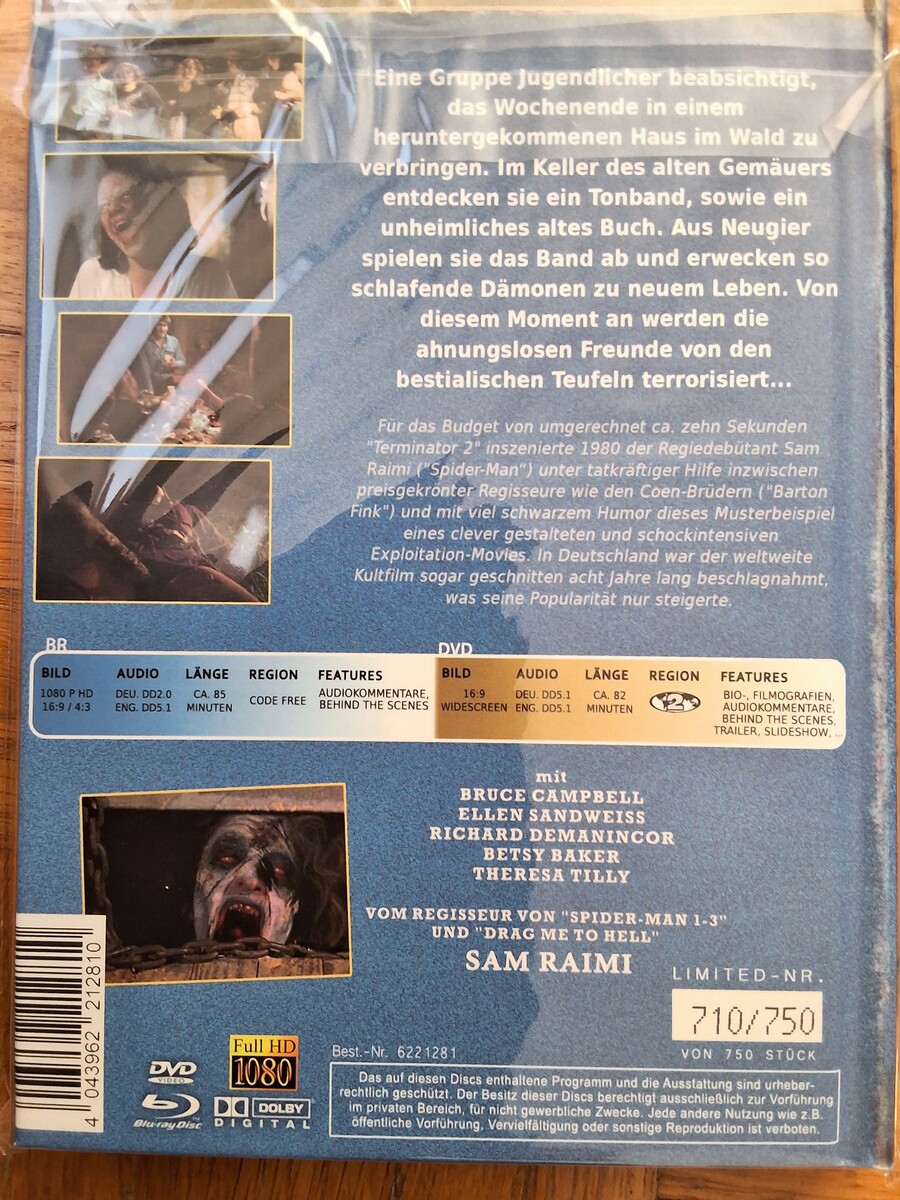 Eine Gruppe Jugendlicher beabsichtigt,
das Wochenende in einem
heruntergekommenen Haus im Wald zu
verbringen. Im Keller des alten Gemäuers
entdecken sie ein Tonband, sowie ein
unheimliches altes Buch. Aus Neugier
spielen sie das Band ab und erwecken so
schlafende Dämonen zu neuem Leben. Von
diesem Moment an werden die
ahnungslosen Freunde von den
bestialischen Teufeln terrorisiert...
Für das Budget von umgerechnet ca. zehn Sekunden
"Terminator 2" inszenierte 1980 der Regiedebütant Sam
Raimi ("Spider-Man") unter tatkräftiger Hilfe inzwischen
preisgekrönter Regisseure wie den Coen-Brüdern ("Barton
Fink") und mit viel schwarzem Humor dieses Musterbeispiel
eines clever gestalteten und schockintensiven
Exploitation-Movies. In Deutschland war der weltweite
Kultfilm sogar geschnitten acht Jahre lang beschlagnahmt,
was seine Popularität nur steigerte.
BR
BILD AUDIO LÄNGE REGION FEATURES
1080 P HD DEU. DD2.0 CA. 85 CODE FREE AUDIOKOMMENTARE,
16:9 / 4:3 ENG. DD5.1 MINUTEN BEHIND THE SCENES
DVD
BILD AUDIO LÄNGE REGION FEATURES
16:9 DEU. DD5.1 CA. 82 2 BIO-, FILMOGRAFIEN,
WIDESCREEN ENG. DD5.1 MINUTEN AUDIOKOMMENTARE,
BEHIND THE SCENES,
TRAILER, SLIDESHOW, ...
mit
BRUCE CAMPBELL
ELLEN SANDWEISS
RICHARD DEMANINCOR
BETSY BAKER
THERESA TILLY
VOM REGISSEUR VON "SPIDER-MAN 1-3"
UND "DRAG ME TO HELL"
SAM RAIMI
LIMITED-NR.
710/750
VON 750 STÜCK
4 043962 212810
DVD
VIDEO
Blu-ray Disc
Full HD
1080
DOLBY
DIGITAL
Best.-Nr. 6221281
Das auf diesen Discs enthaltene Programm und die Ausstattung sind urheber-
rechtlich geschützt. Der Besitz dieser Discs berechtigt ausschließlich zur Vorführung
im privaten Bereich, für nicht gewerbliche Zwecke. Jede andere Nutzung wie z.B.
öffentliche Vorführung, Vervielfältigung oder sonstige Reproduktion ist verboten.